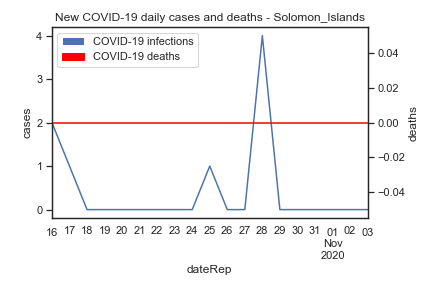 New COVID-19 daily cases and deaths - Solomon_Islands
COVID-19 infections
COVID-19 deaths
cases
4
3
2
1
0
deaths
0.04
0.02
0.00
−0.02
−0.04
16 17 18 19 20 21 22 23 24 25 26 27 28 29 30 31 01 02 03
Nov
2020
dateRep